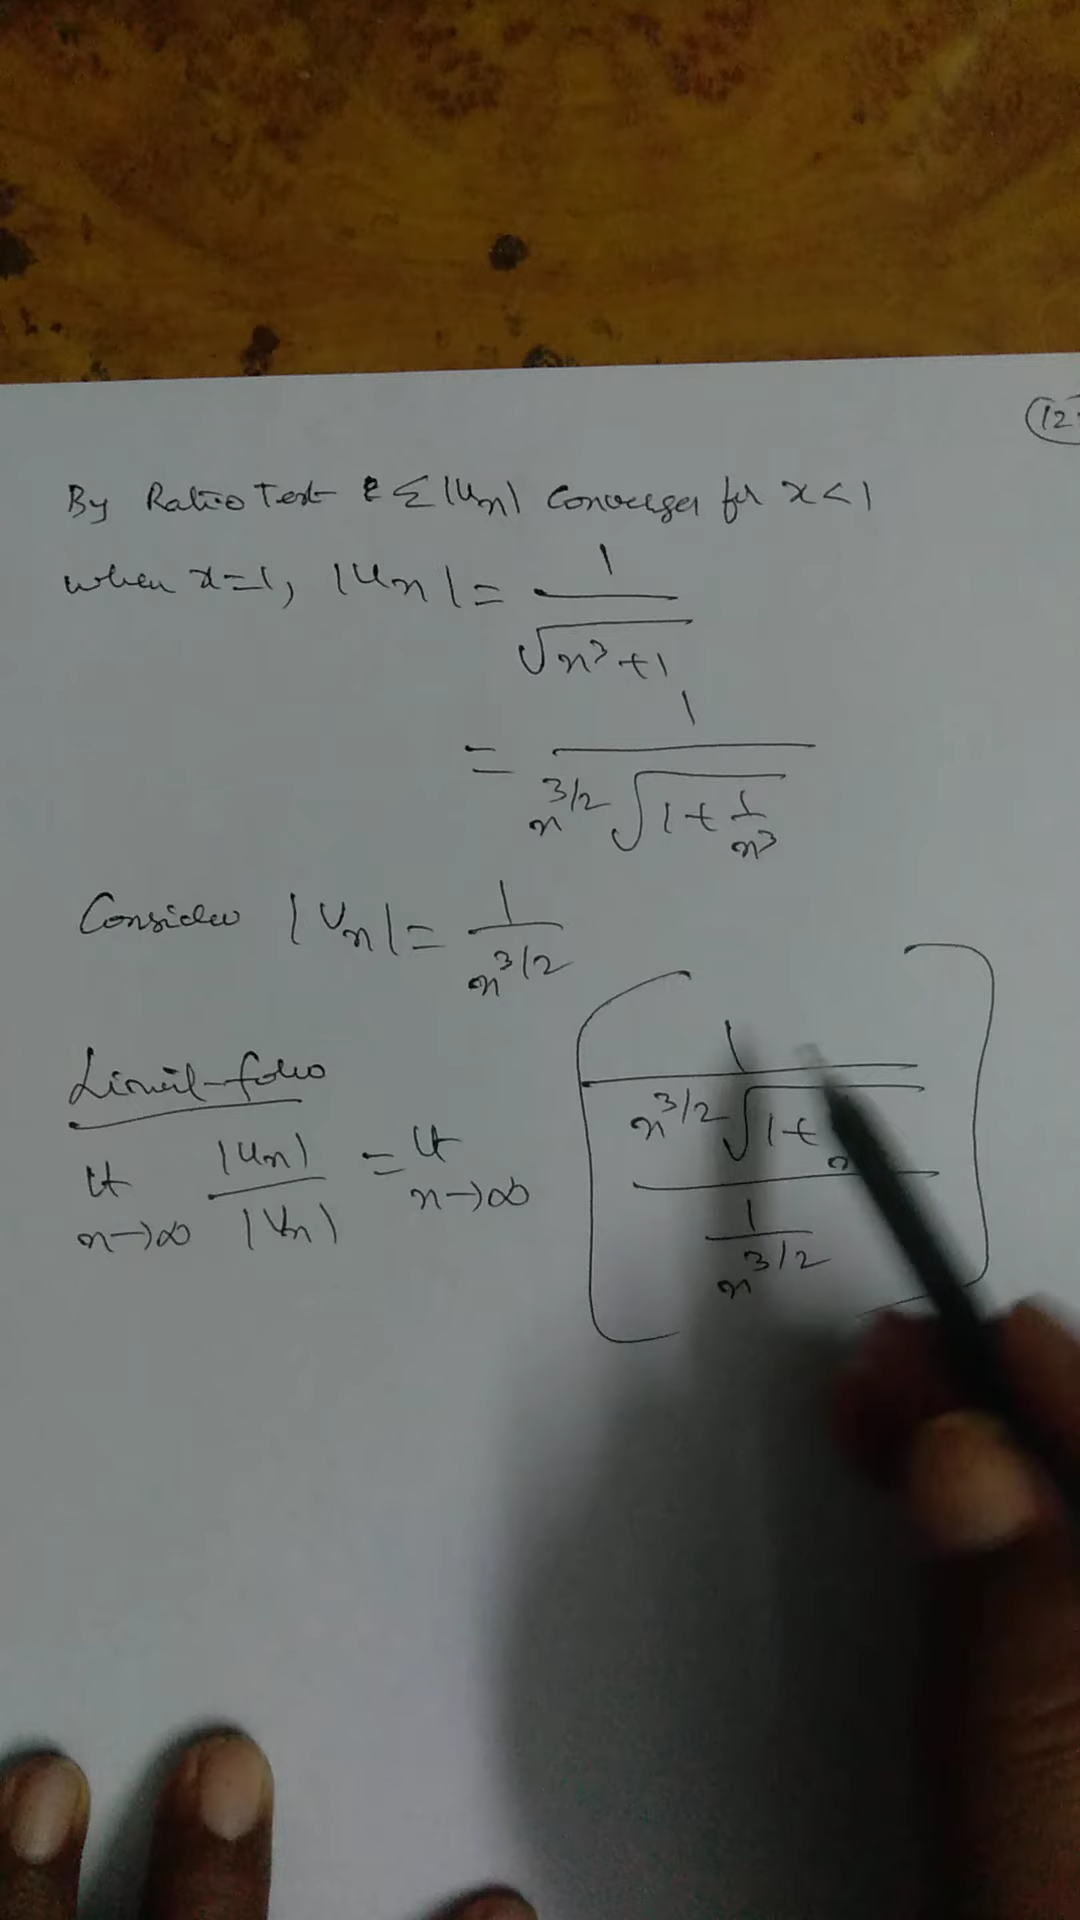 12
By Ratio Test Σ|Un| Converges for x<1
when x=1, |Un| = 1/√(n³+1)
= 1/(n^3/2 √(1+1/n³))
Consider |Vn| = 1/n^3/2
Limit form
Lt n→∞ |Un|/|Vn| = Lt n→∞ [ 1/(n^3/2 √(1+ n / 1/n^3/2 ]